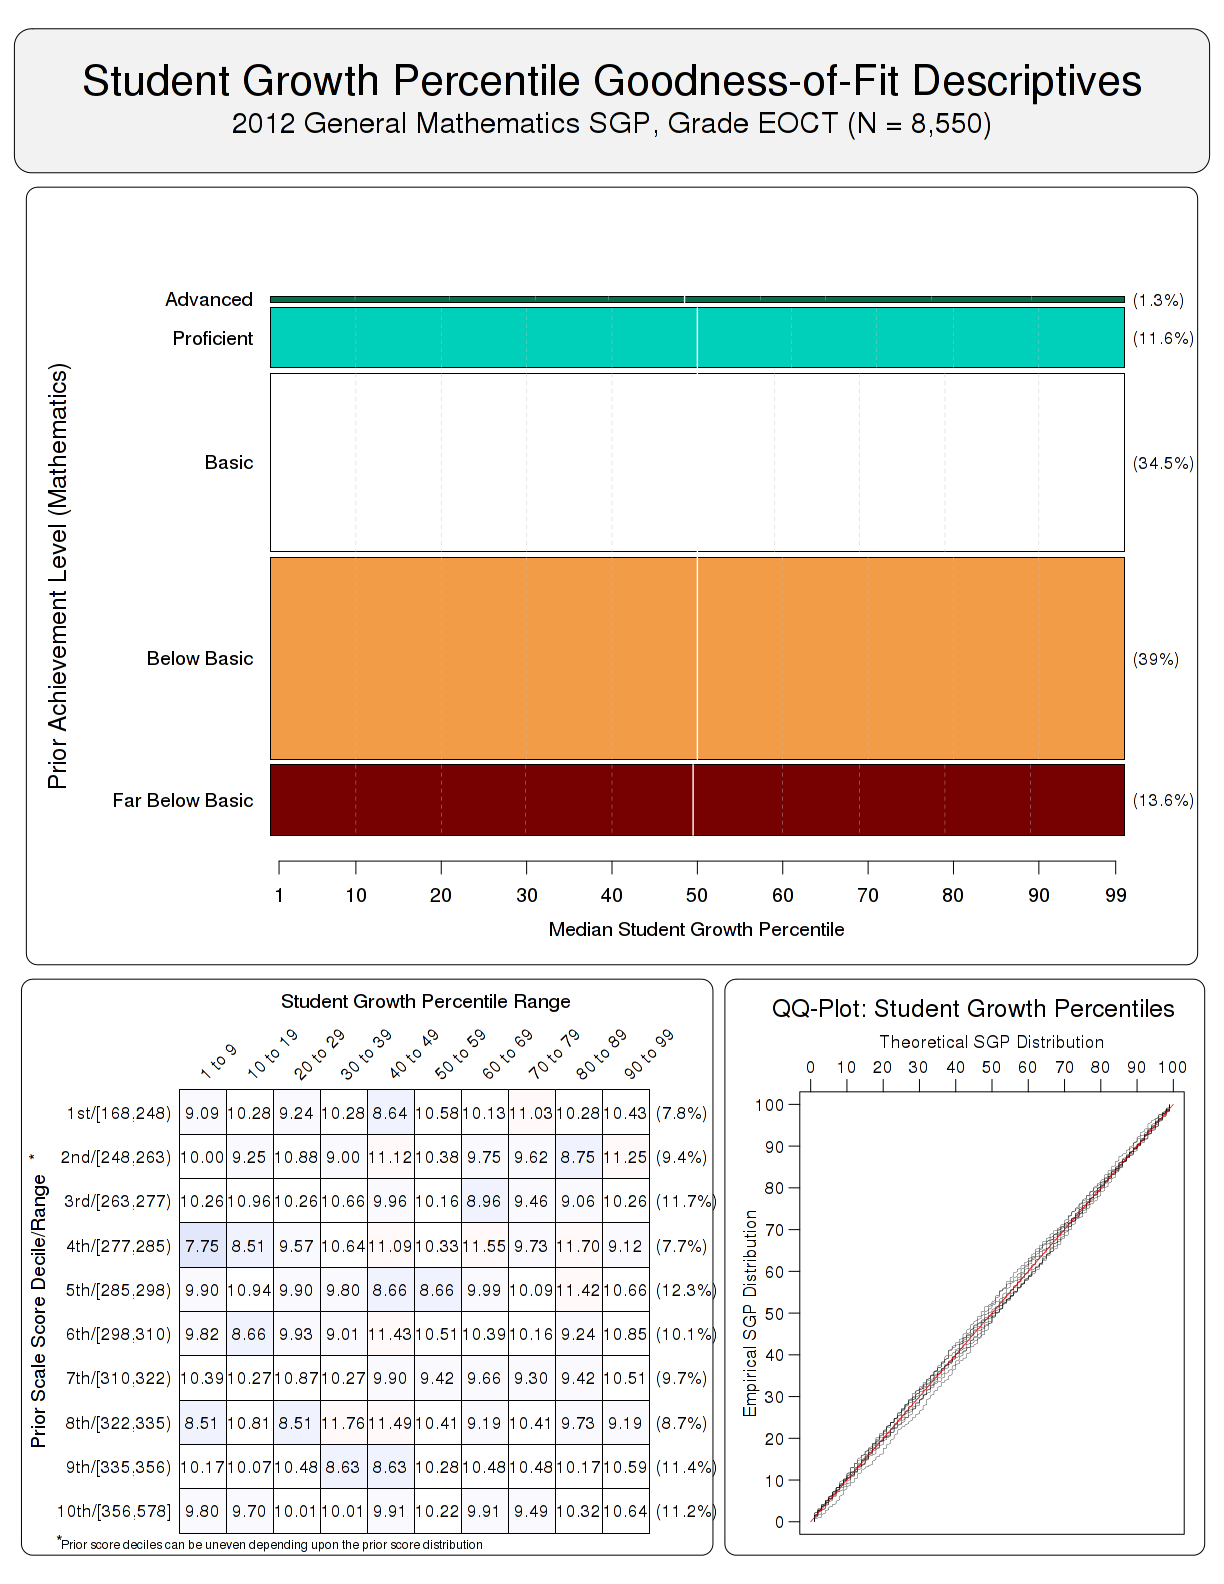 Student Growth Percentile Goodness-of-Fit Descriptives
2012 General Mathematics SGP, Grade EOCT (N = 8,550)
Prior Achievement Level (Mathematics)
Advanced (1.3%)
Proficient (11.6%)
Basic (34.5%)
Below Basic (39%)
Far Below Basic (13.6%)
1 10 20 30 40 50 60 70 80 90 99
Median Student Growth Percentile
Student Growth Percentile Range
1 to 9 10 to 19 20 to 29 30 to 39 40 to 49 50 to 59 60 to 69 70 to 79 80 to 89 90 to 99
Prior Scale Score Decile/Range *
1st/[168,248) 9.09 10.28 9.24 10.28 8.64 10.58 10.13 11.03 10.28 10.43 (7.8%)
2nd/[248,263) 10.00 9.25 10.88 9.00 11.12 10.38 9.75 9.62 8.75 11.25 (9.4%)
3rd/[263,277) 10.26 10.96 10.26 10.66 9.96 10.16 8.96 9.46 9.06 10.26 (11.7%)
4th/[277,285) 7.75 8.51 9.57 10.64 11.09 10.33 11.55 9.73 11.70 9.12 (7.7%)
5th/[285,298) 9.90 10.94 9.90 9.80 8.66 8.66 9.99 10.09 11.42 10.66 (12.3%)
6th/[298,310) 9.82 8.66 9.93 9.01 11.43 10.51 10.39 10.16 9.24 10.85 (10.1%)
7th/[310,322) 10.39 10.27 10.87 10.27 9.90 9.42 9.66 9.30 9.42 10.51 (9.7%)
8th/[322,335) 8.51 10.81 8.51 11.76 11.49 10.41 9.19 10.41 9.73 9.19 (8.7%)
9th/[335,356) 10.17 10.07 10.48 8.63 8.63 10.28 10.48 10.48 10.17 10.59 (11.4%)
10th/[356,578] 9.80 9.70 10.01 10.01 9.91 10.22 9.91 9.49 10.32 10.64 (11.2%)
*Prior score deciles can be uneven depending upon the prior score distribution
QQ-Plot: Student Growth Percentiles
Theoretical SGP Distribution
0 10 20 30 40 50 60 70 80 90 100
Empirical SGP Distribution
100
90
80
70
60
50
40
30
20
10
0